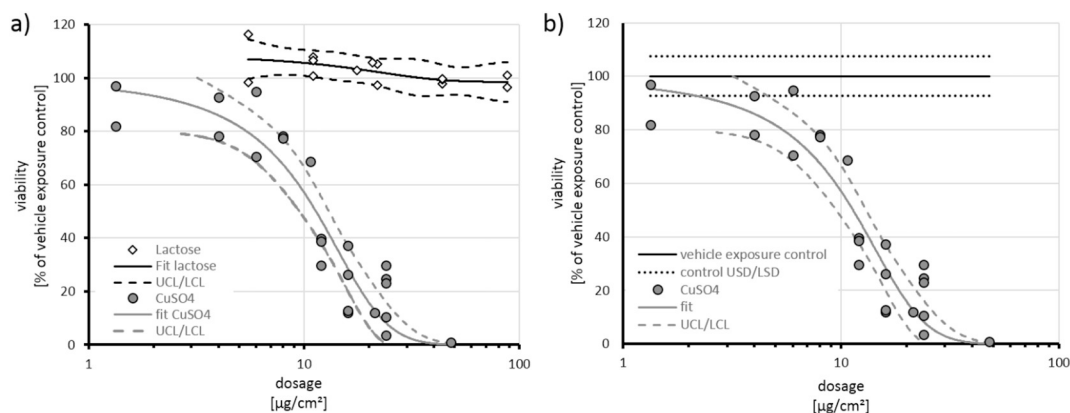 a)
viability
[% of vehicle exposure control]
120
100
80
60
40
20
0
Lactose
Fit lactose
UCL/LCL
CuSO4
fit CuSO4
UCL/LCL
1
10
100
dosage
[µg/cm²]
b)
viability
[% of vehicle exposure control]
120
100
80
60
40
20
0
vehicle exposure control
control USD/LSD
CuSO4
fit
UCL/LCL
1
10
100
dosage
[µg/cm²]